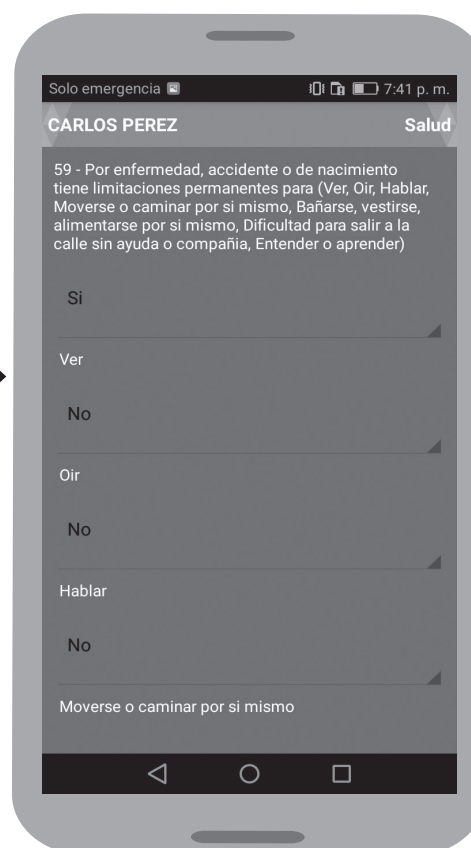 Solo emergencia 7:41 p. m.
CARLOS PEREZ Salud
59 - Por enfermedad, accidente o de nacimiento
tiene limitaciones permanentes para (Ver, Oir, Hablar,
Moverse o caminar por si mismo, Bañarse, vestirse,
alimentarse por si mismo, Dificultad para salir a la
calle sin ayuda o compañia, Entender o aprender)
Si
Ver
No
Oir
No
Hablar
No
Moverse o caminar por si mismo